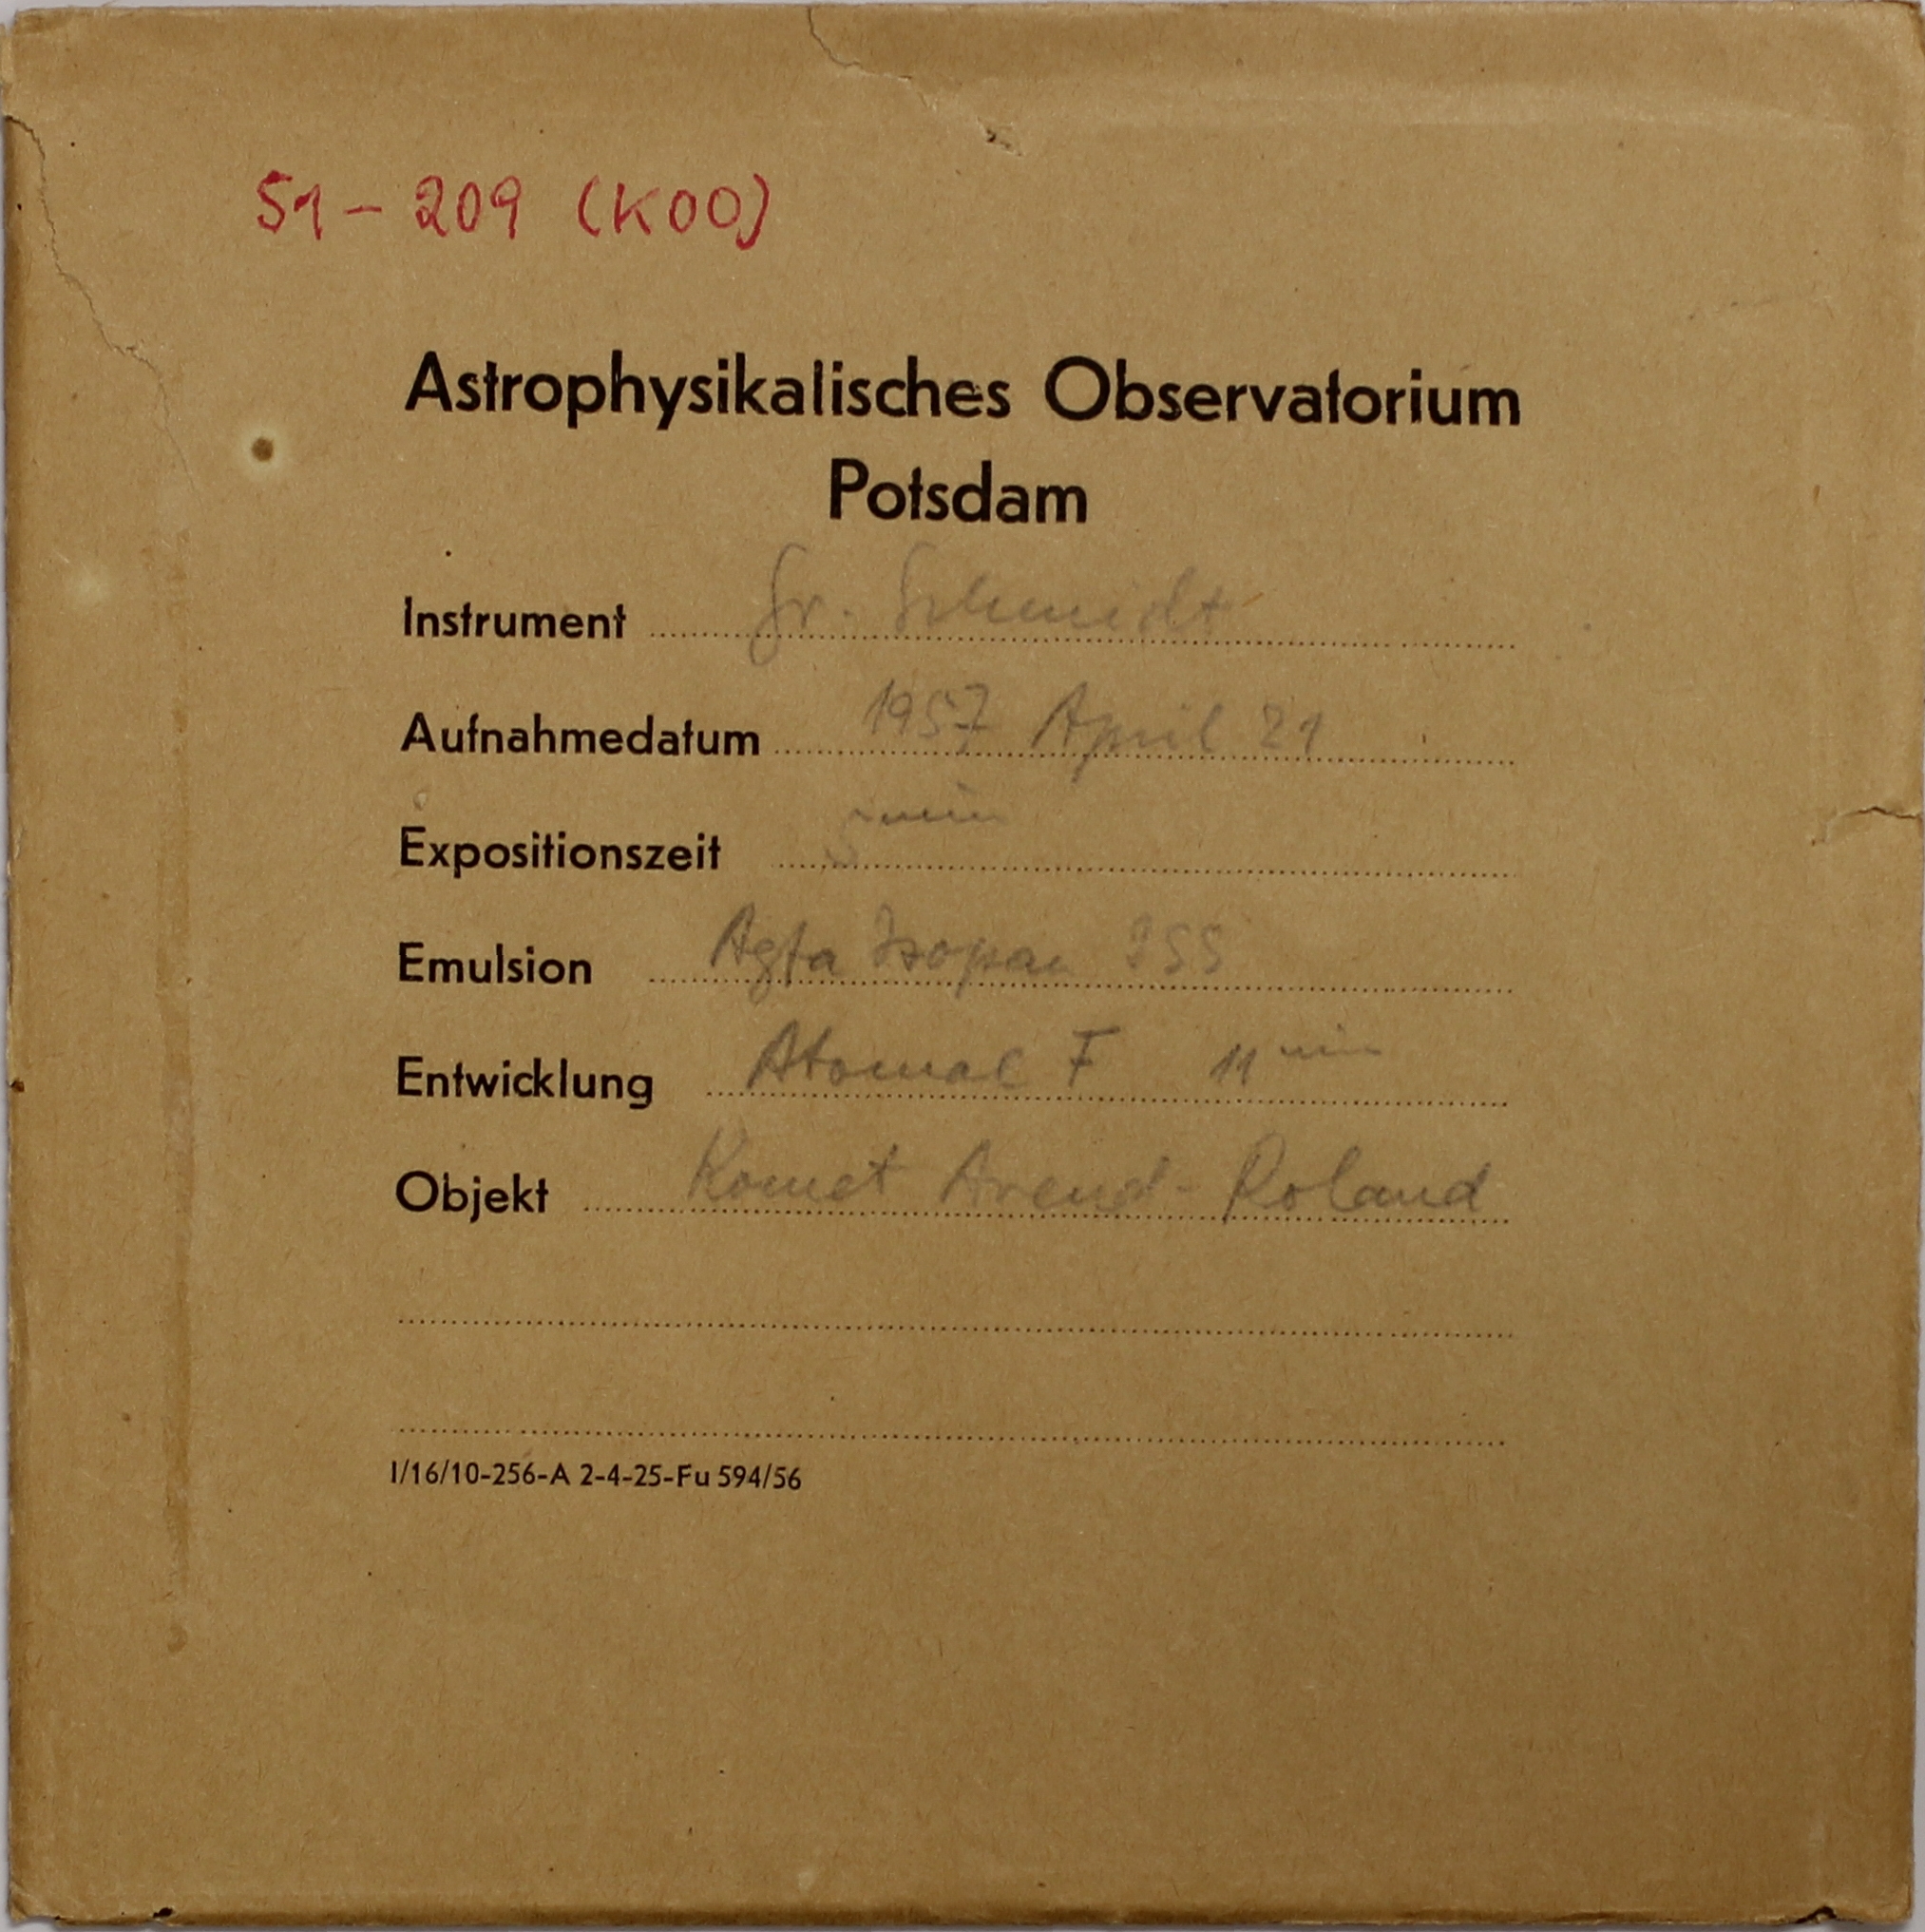 51 - 209 (KOO)
Astrophysikalisches Observatorium
Potsdam
Instrument Gr. Schmidt
Aufnahmedatum 1957 April 21
Expositionszeit 5 min
Emulsion Agfa Isopan ISS
Entwicklung Atomal F 11 min
Objekt Komet Arend-Roland
I/16/10-256-A 2-4-25-Fu 594/56